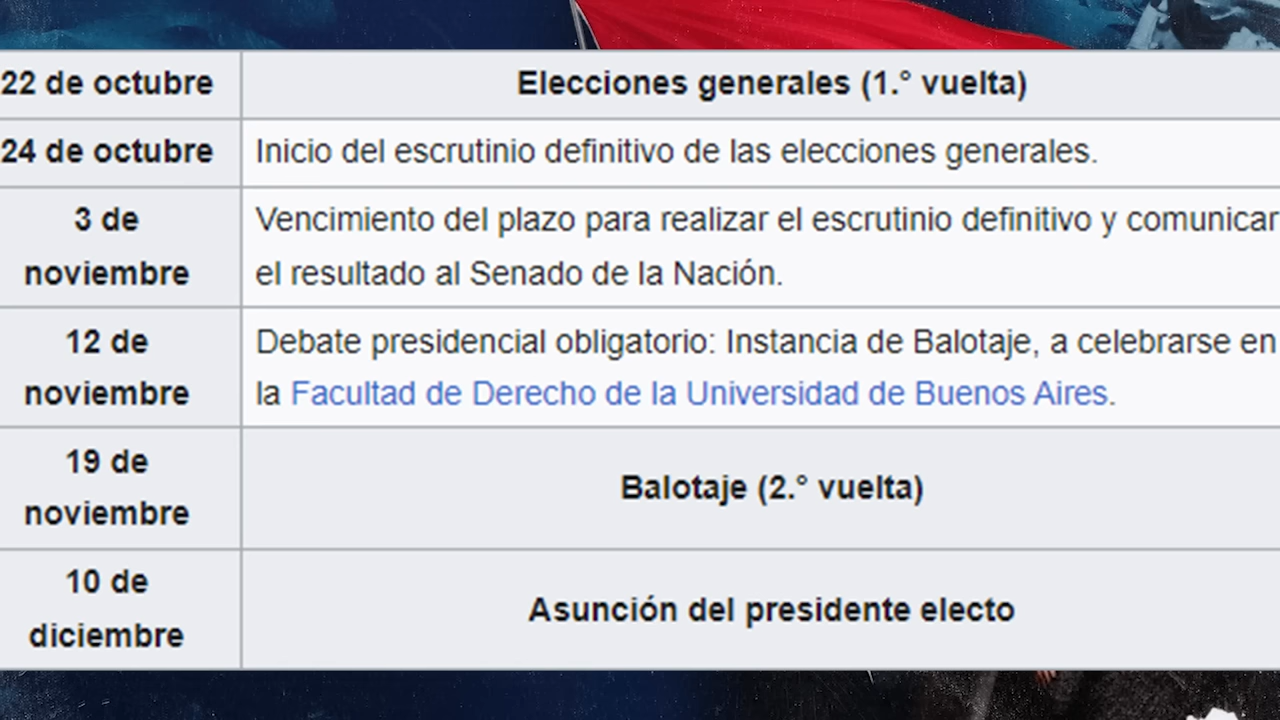 22 de octubre
Elecciones generales (1.° vuelta)
24 de octubre
Inicio del escrutinio definitivo de las elecciones generales.
3 de
noviembre
Vencimiento del plazo para realizar el escrutinio definitivo y comunicar
el resultado al Senado de la Nación.
12 de
noviembre
Debate presidencial obligatorio: Instancia de Balotaje, a celebrarse en
la Facultad de Derecho de la Universidad de Buenos Aires.
19 de
noviembre
Balotaje (2.° vuelta)
10 de
diciembre
Asunción del presidente electo